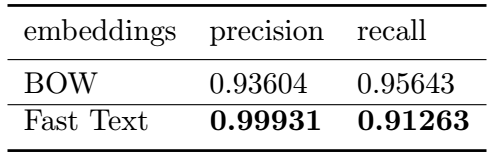 embeddings precision recall
BOW 0.93604 0.95643
Fast Text 0.99931 0.91263